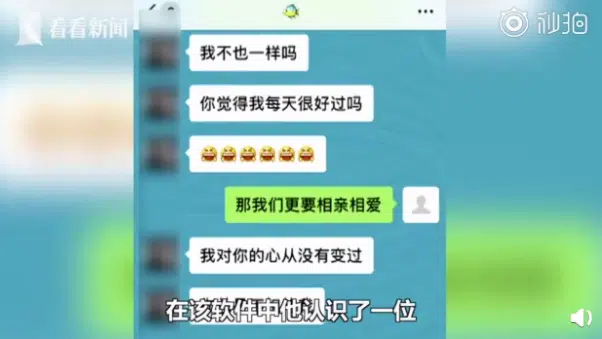 看看新闻
秒拍
我不也一样吗
你觉得我每天很好过吗
那我们更要相亲相爱
我对你的心从没有变过
在该软件中他认识了一位